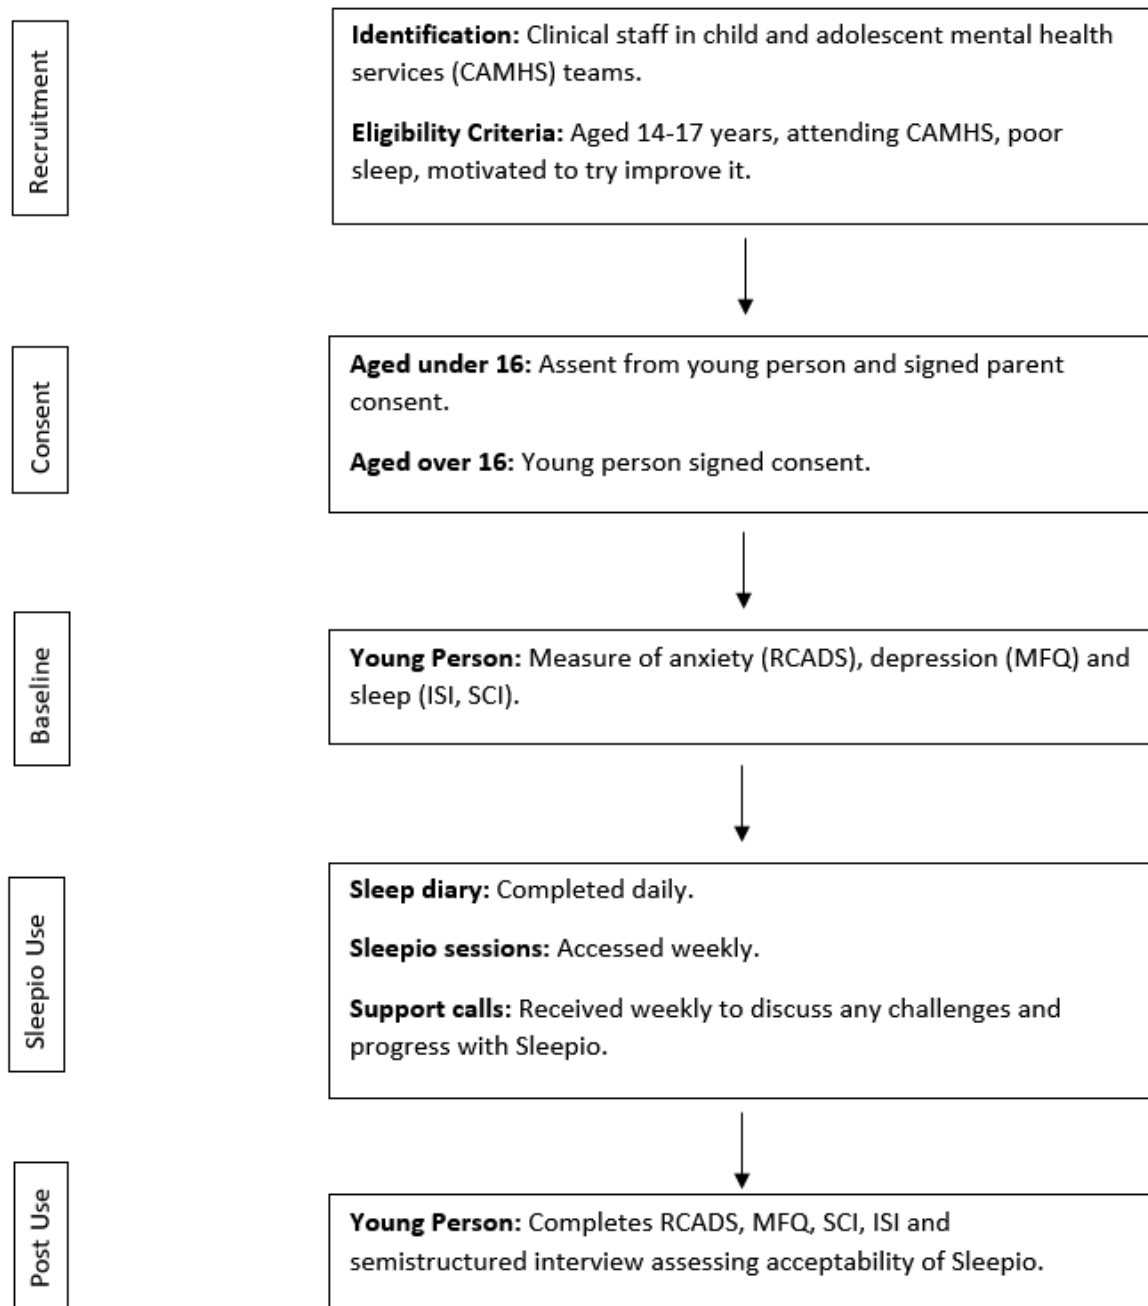 Recruitment
Identification: Clinical staff in child and adolescent mental health
services (CAMHS) teams.
Eligibility Criteria: Aged 14-17 years, attending CAMHS, poor
sleep, motivated to try improve it.
Consent
Aged under 16: Assent from young person and signed parent
consent.
Aged over 16: Young person signed consent.
Baseline
Young Person: Measure of anxiety (RCADS), depression (MFQ) and
sleep (ISI, SCI).
Sleepio Use
Sleep diary: Completed daily.
Sleepio sessions: Accessed weekly.
Support calls: Received weekly to discuss any challenges and
progress with Sleepio.
Post Use
Young Person: Completes RCADS, MFQ, SCI, ISI and
semistructured interview assessing acceptability of Sleepio.